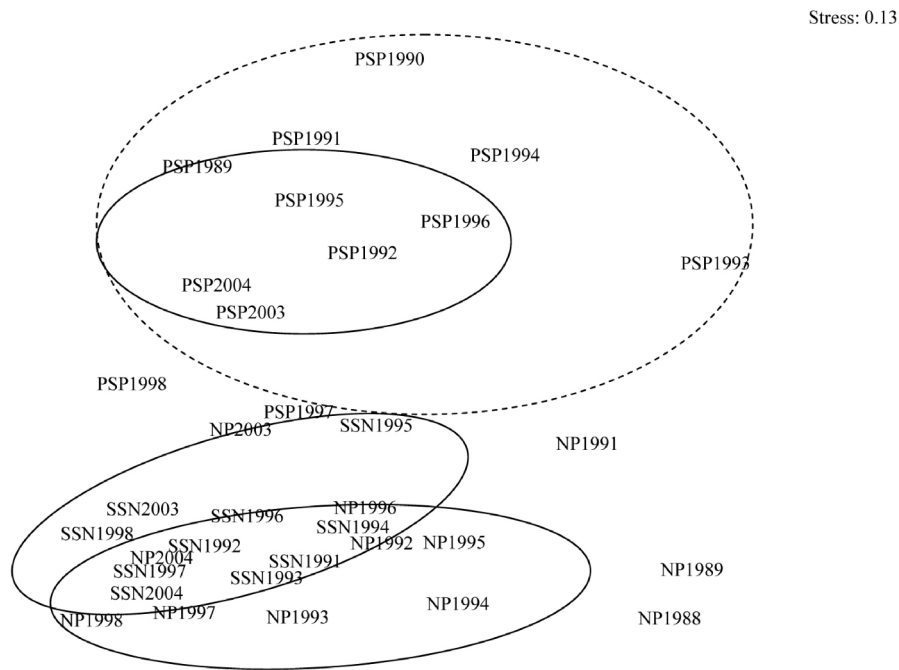 Stress: 0.13
PSP1990
PSP1991
PSP1994
PSP1989
PSP1995
PSP1996
PSP1992
PSP1993
PSP2004
PSP2003
PSP1998
PSP1997
NP2003
SSN1995
NP1991
SSN2003
NP1996
SSN1996
SSN1998
SSN1994
SSN1992
NP1992
NP1995
NP2004
SSN1991
SSN1997
SSN1993
NP1989
SSN2004
NP1994
NP1998
NP1997
NP1993
NP1988